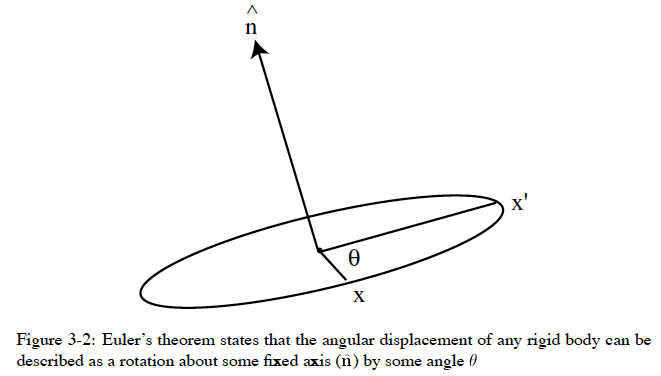 n̂
x'
θ
x
Figure 3-2: Euler's theorem states that the angular displacement of any rigid body can be
described as a rotation about some fixed axis (n̂) by some angle θ